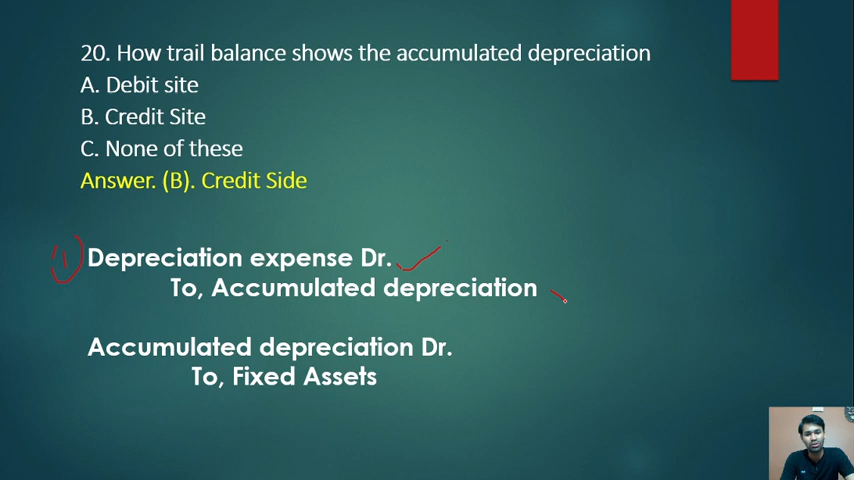 20. How trail balance shows the accumulated depreciation
A. Debit site
B. Credit Site
C. None of these
Answer. (B). Credit Side
1
Depreciation expense Dr.
To, Accumulated depreciation
Accumulated depreciation Dr.
To, Fixed Assets